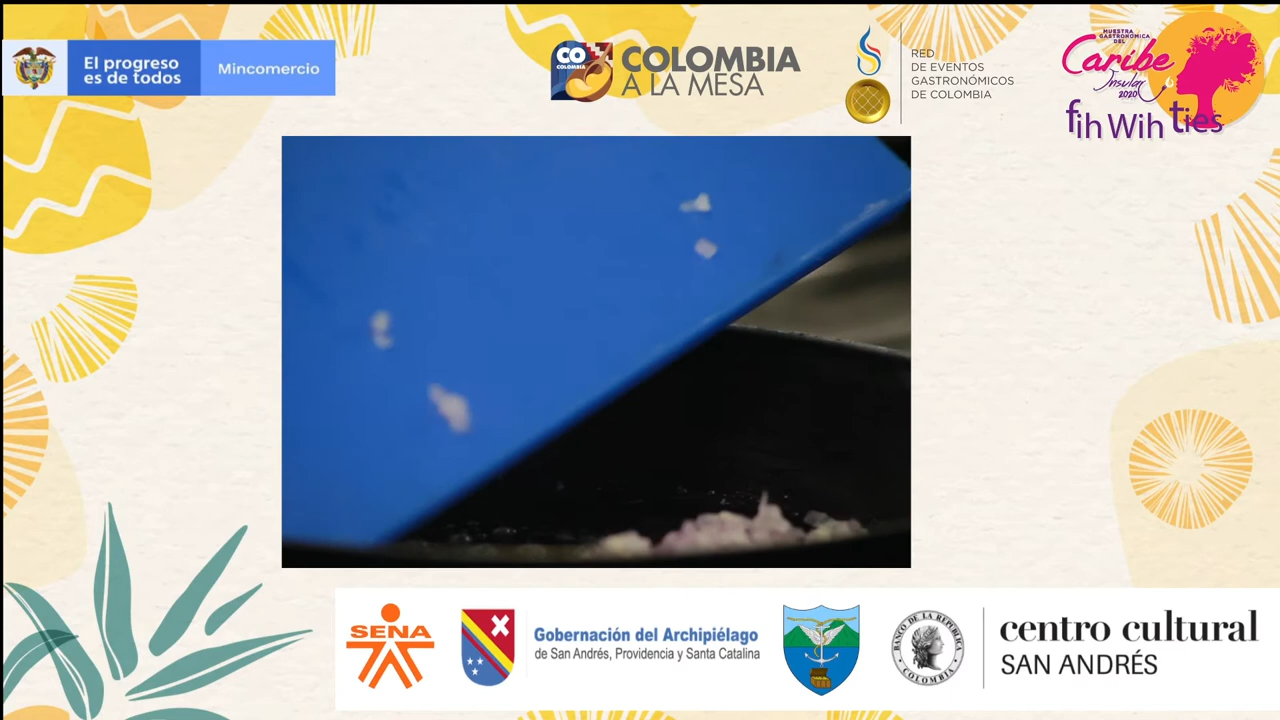 El progreso
es de todos
Mincomercio
CO
COLOMBIA
COLOMBIA
A LA MESA
RED
DE EVENTOS
GASTRONÓMICOS
DE COLOMBIA
MUESTRA
GASTRONÓMICA
DEL
Caribe
Insular
2020
fih Wih ties
SENA
Gobernación del Archipiélago
de San Andrés, Providencia y Santa Catalina
BANCO DE LA REPÚBLICA
COLOMBIA
centro cultural
SAN ANDRÉS